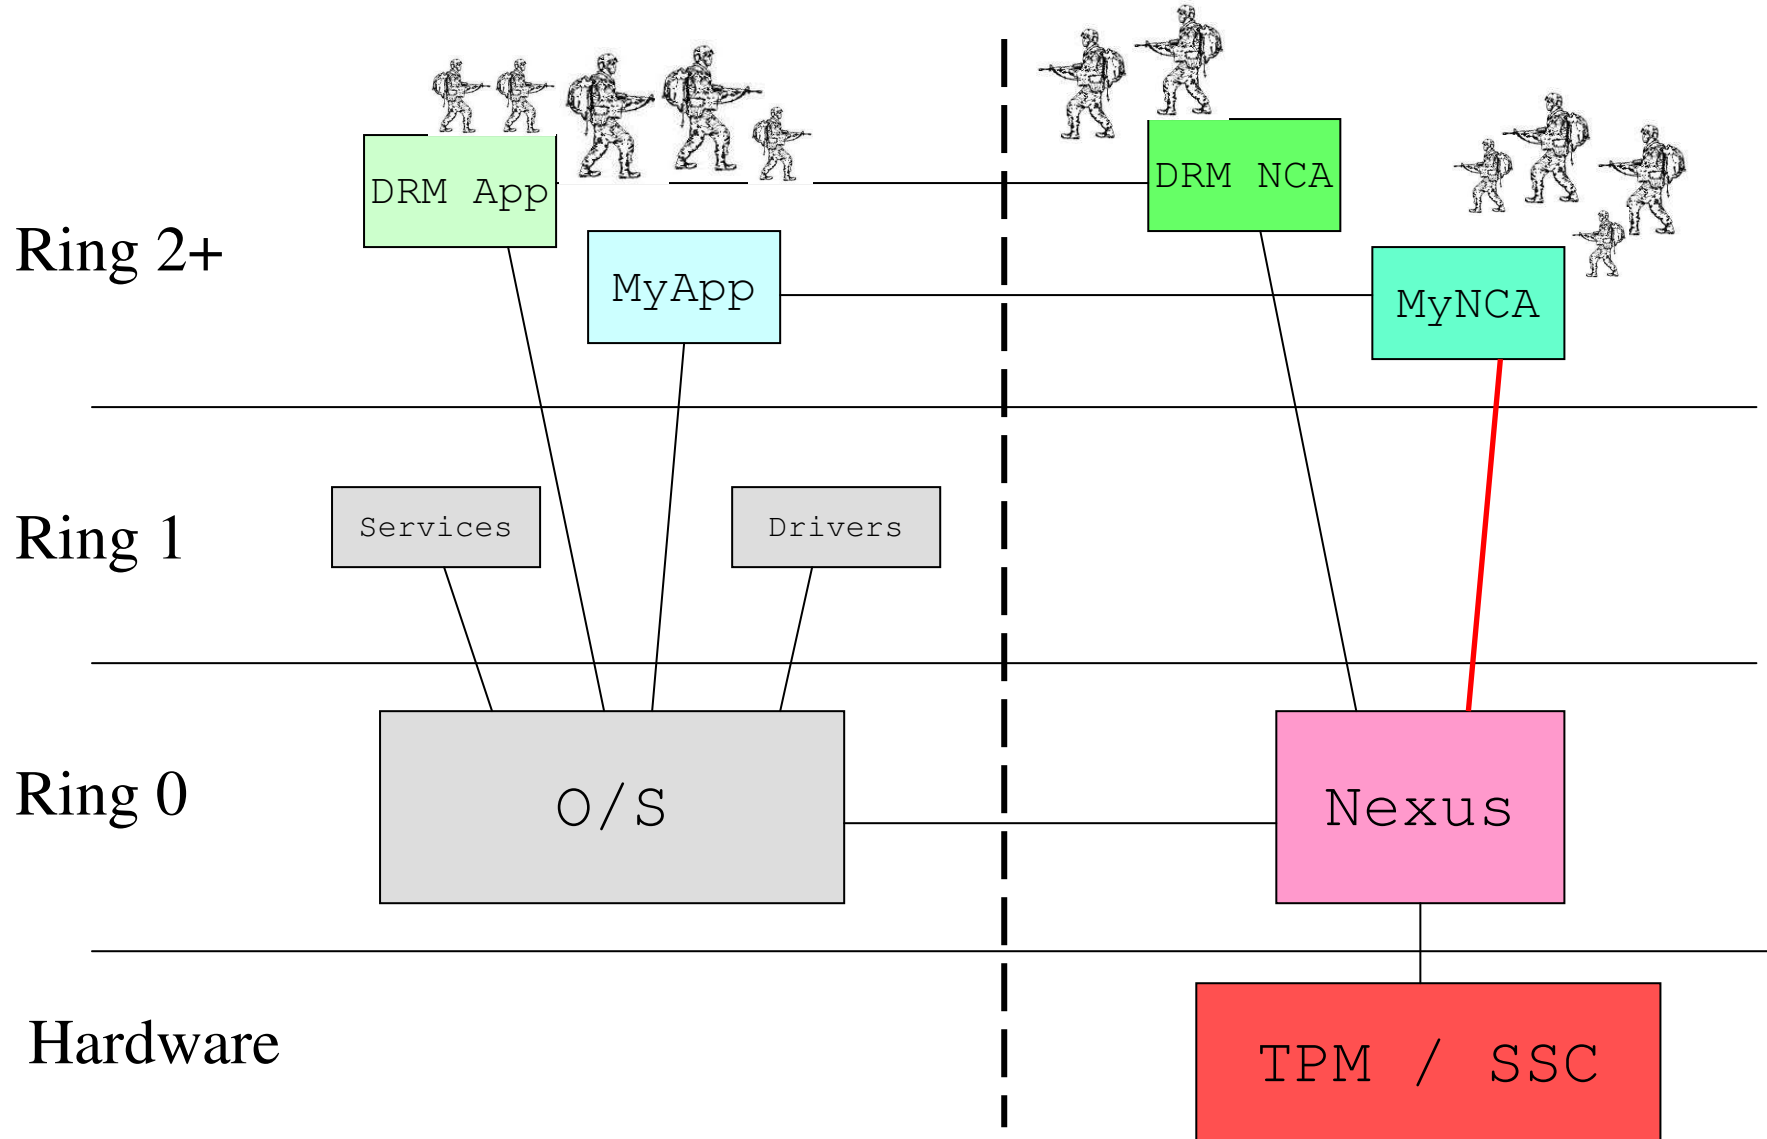 DRM App
DRM NCA
Ring 2+
MyApp
MyNCA
Ring 1
Services
Drivers
Ring 0
O/S
Nexus
Hardware
TPM / SSC